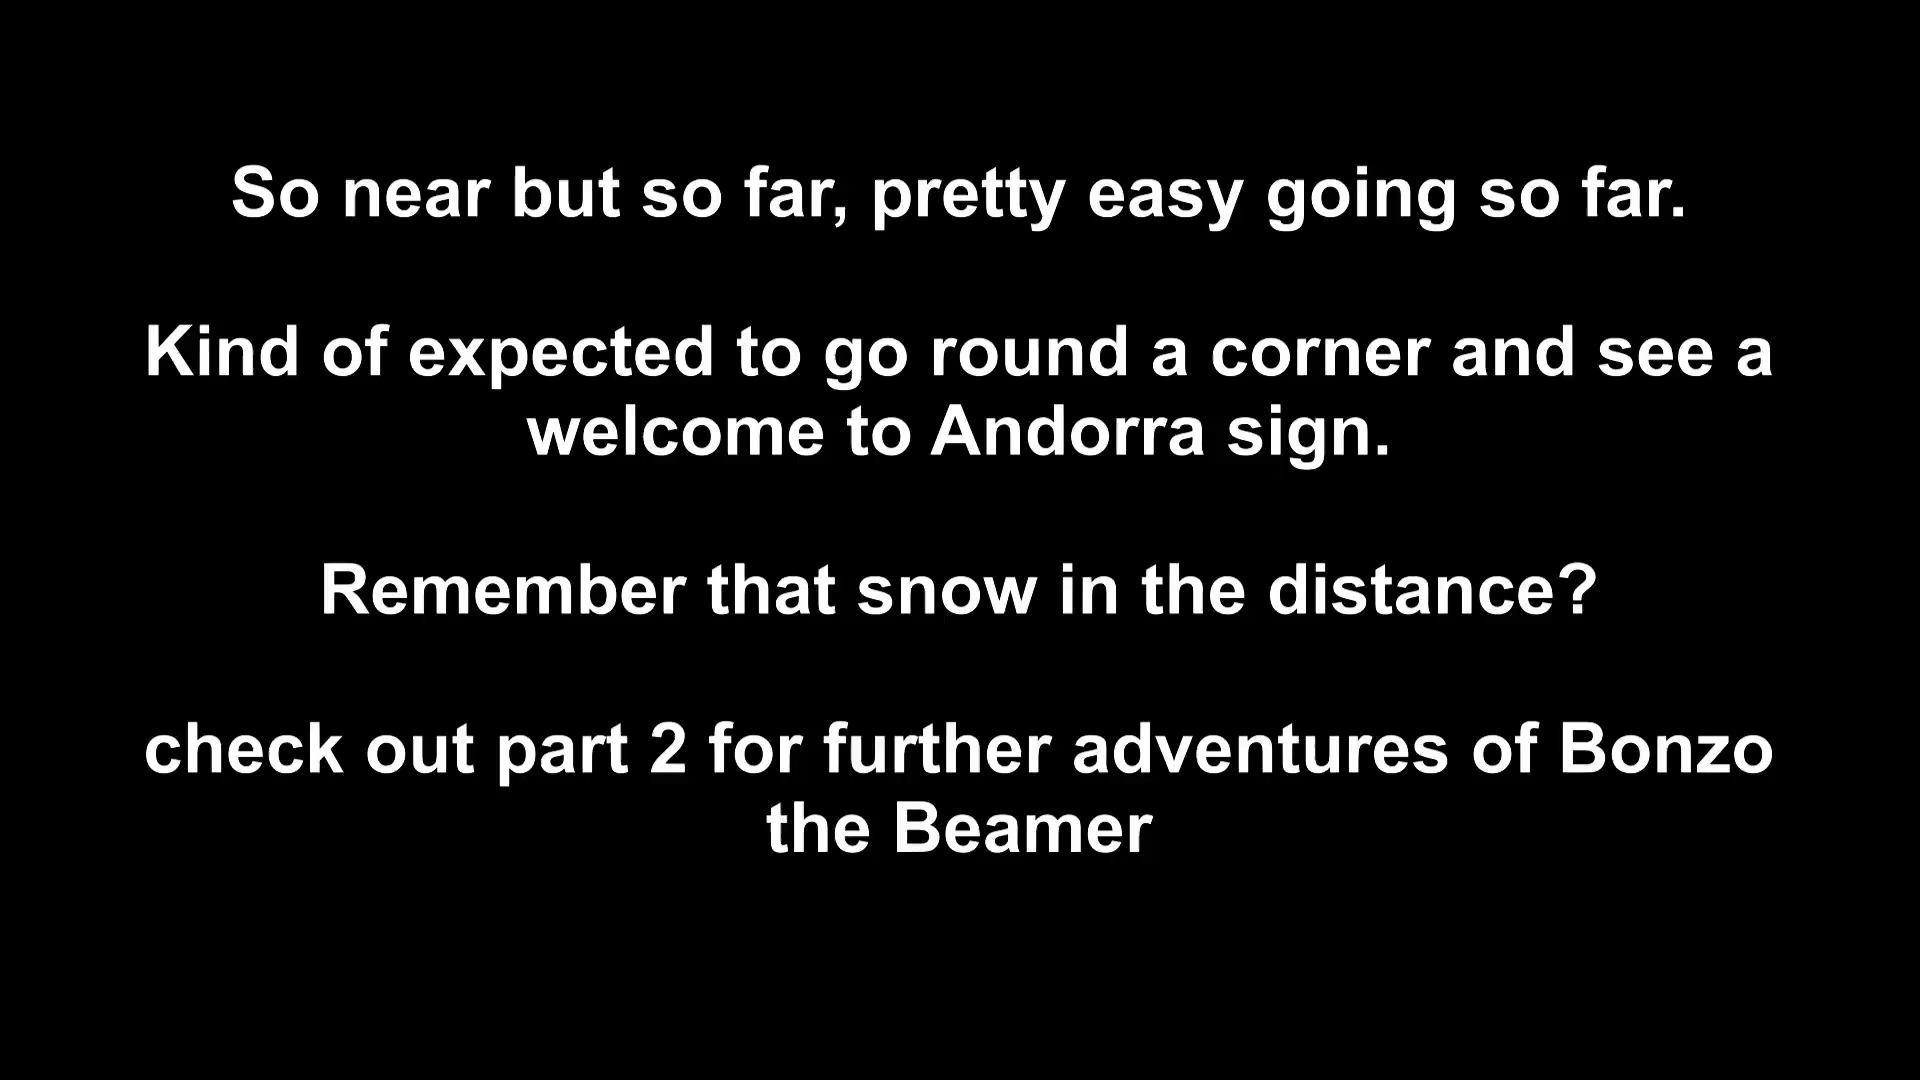 So near but so far, pretty easy going so far.
Kind of expected to go round a corner and see a
welcome to Andorra sign.
Remember that snow in the distance?
check out part 2 for further adventures of Bonzo
the Beamer